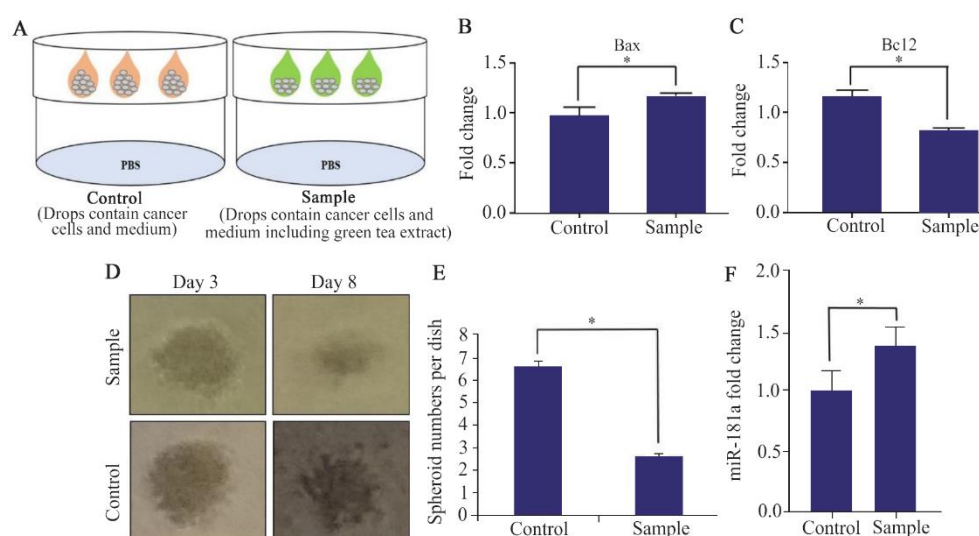 A
PBS
PBS
Control
(Drops contain cancer
cells and medium)
Sample
(Drops contain cancer cells and
medium including green tea extract)
B
Bax
*
Fold change
1.5
1.0
0.5
0.0
Control
Sample
C
Bc12
*
Fold change
1.5
1.0
0.5
0.0
Control
Sample
D
Day 3
Day 8
Sample
Control
E
*
Spheroid numbers per dish
8
7
6
5
4
3
2
1
0
Control
Sample
F
*
miR-181a fold change
2.0
1.5
1.0
0.5
0.0
Control
Sample